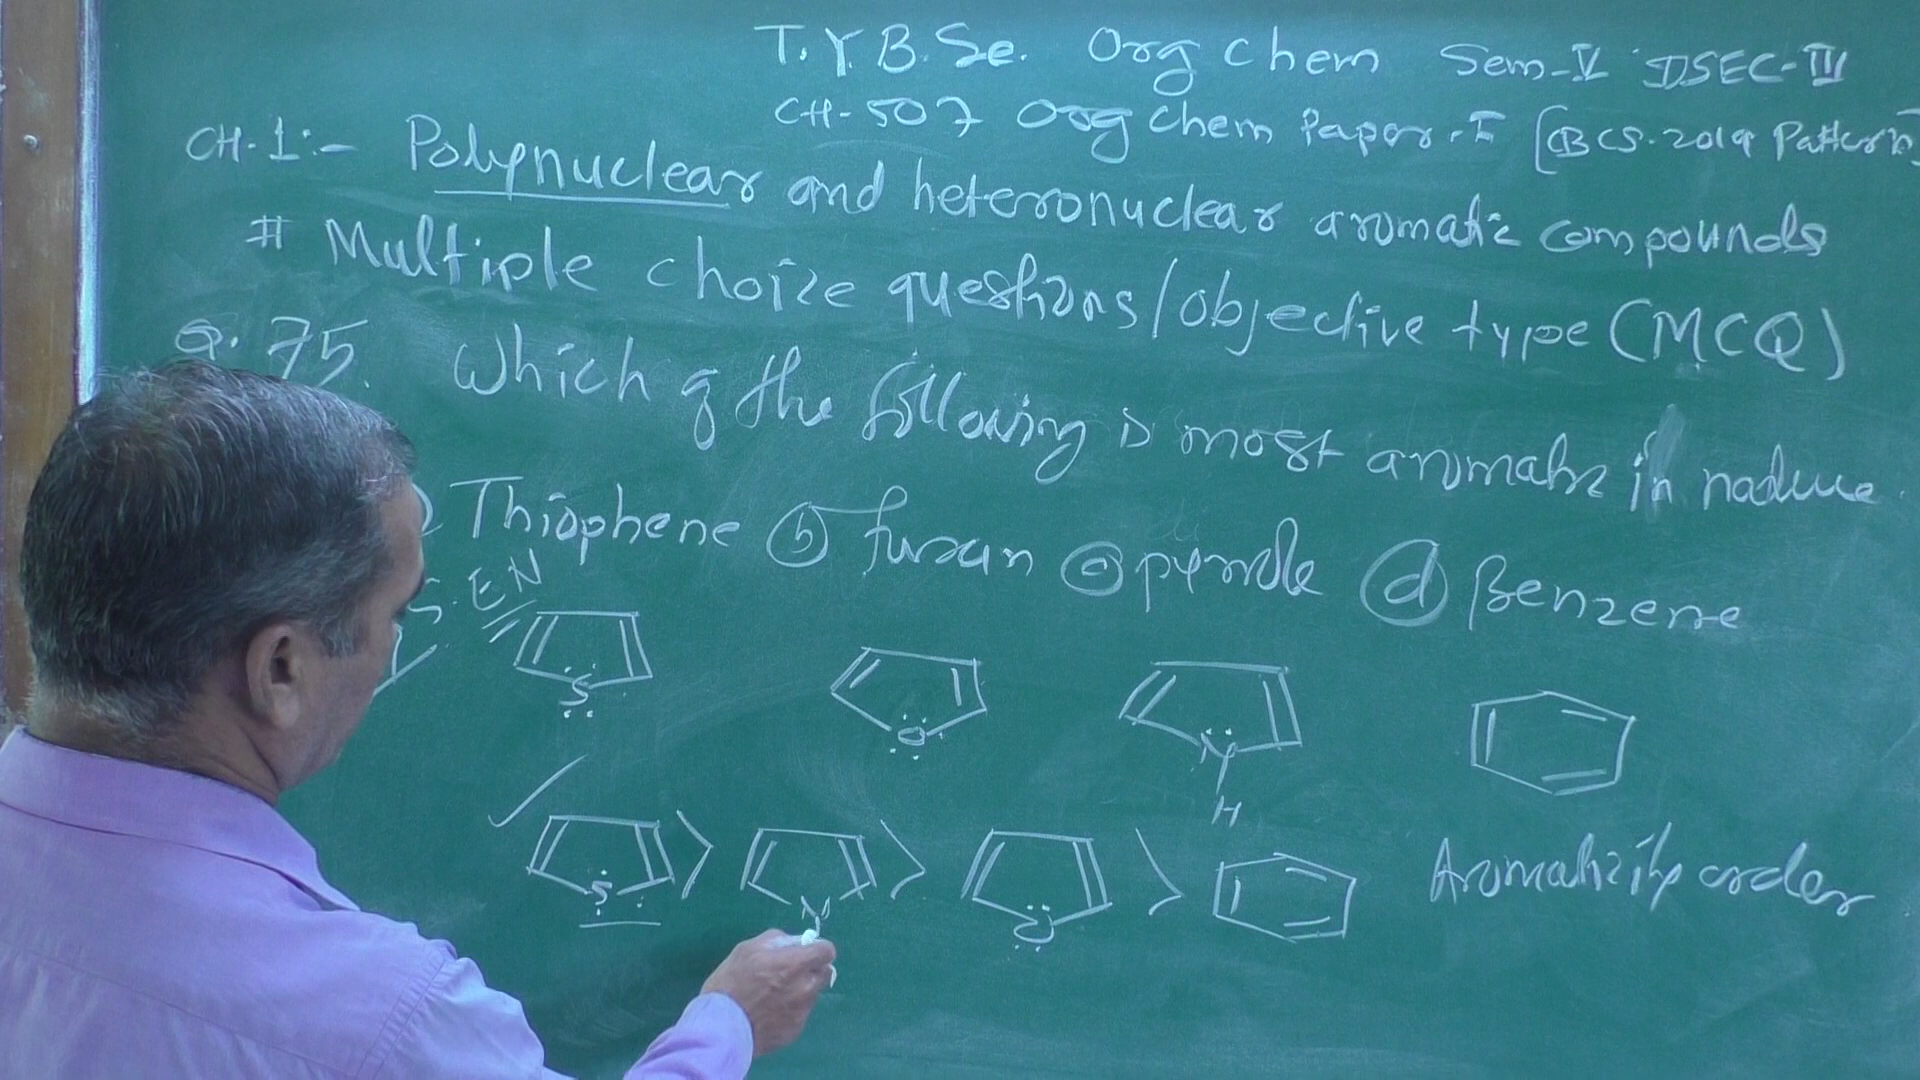 T.Y.B.Sc. Org Chem Sem-V DSEC-III
CH-507 Org Chem Paper-I [CBCS-2019 Pattern]
CH-1:- Polynuclear and heteronuclear aromatic compounds
# Multiple choice questions/objective type (MCQ)
Q. 75. Which of the following is most aromatic in nature
) Thiophene (b) furan (c) pyrrole (d) Benzene
S. EN
S O N H
S > N > O > Aromaticity order